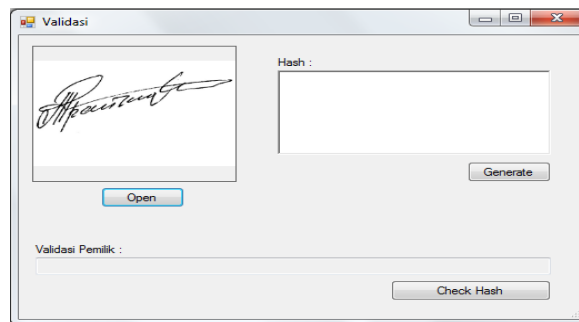 Validasi
Hash :
Generate
Open
Validasi Pemilik :
Check Hash